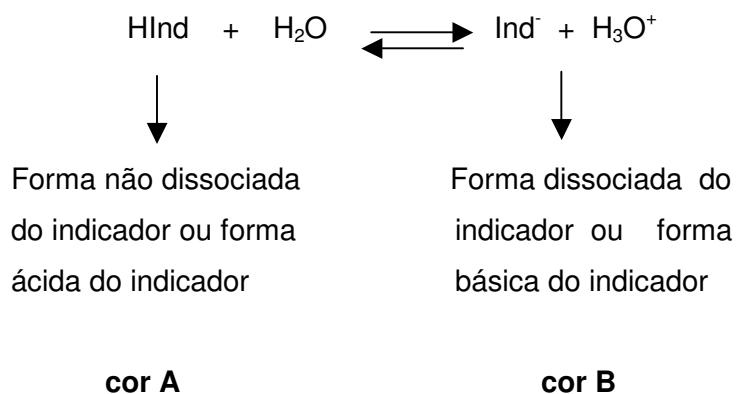 HInd + H₂O ⇌ Ind⁻ + H₃O⁺
Forma não dissociada
do indicador ou forma
ácida do indicador
cor A
Forma dissociada do
indicador ou forma
básica do indicador
cor B